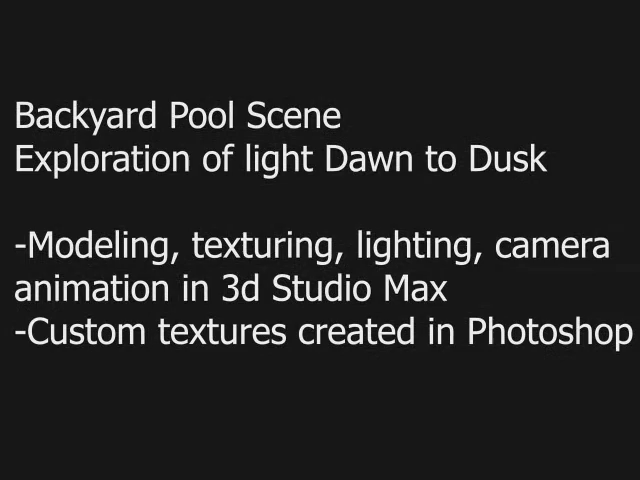 Backyard Pool Scene
Exploration of light Dawn to Dusk
-Modeling, texturing, lighting, camera
animation in 3d Studio Max
-Custom textures created in Photoshop